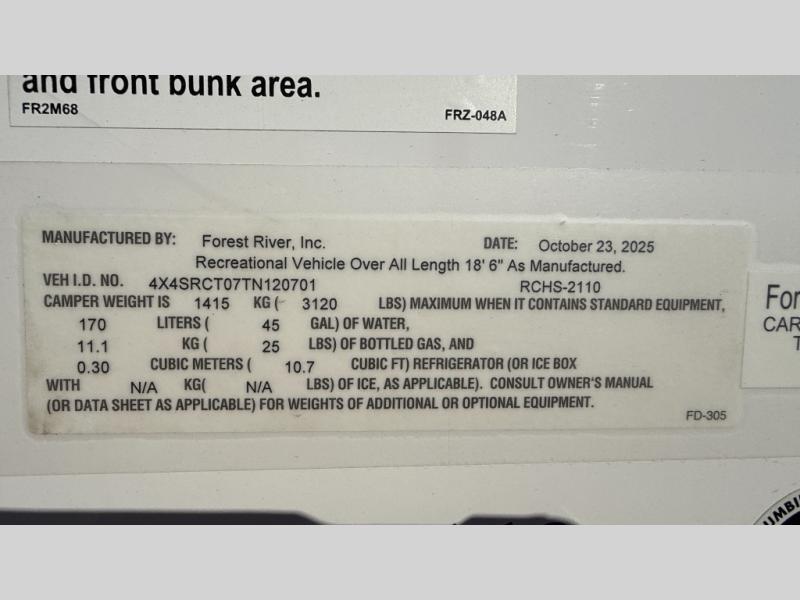 and front bunk area.
FR2M68 FRZ-048A
MANUFACTURED BY: Forest River, Inc. DATE: October 23, 2025
Recreational Vehicle Over All Length 18' 6" As Manufactured.
VEH I.D. NO. 4X4SRCT07TN120701 RCHS-2110
CAMPER WEIGHT IS 1415 KG ( 3120 LBS) MAXIMUM WHEN IT CONTAINS STANDARD EQUIPMENT,
170 LITERS ( 45 GAL) OF WATER,
11.1 KG ( 25 LBS) OF BOTTLED GAS, AND
0.30 CUBIC METERS ( 10.7 CUBIC FT) REFRIGERATOR (OR ICE BOX
WITH N/A KG( N/A LBS) OF ICE, AS APPLICABLE). CONSULT OWNER'S MANUAL
(OR DATA SHEET AS APPLICABLE) FOR WEIGHTS OF ADDITIONAL OR OPTIONAL EQUIPMENT.
FD-305
For
CAR
T